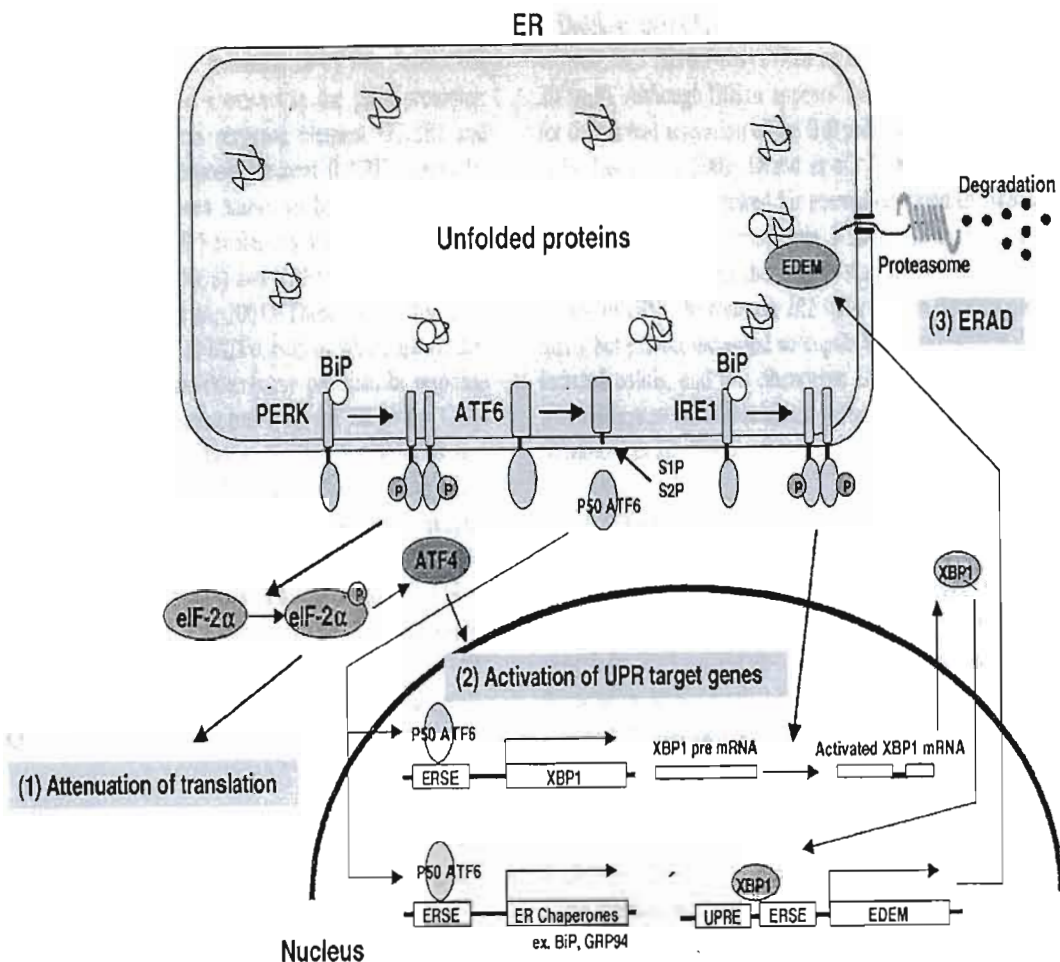 ER
Unfolded proteins
Degradation
EDEM
Proteasome
(3) ERAD
BiP
BiP
PERK
ATF6
IRE1
S1P
S2P
P
P
P50 ATF6
P
P
ATF4
XBP1
eIF-2α
eIF-2α
P
(2) Activation of UPR target genes
P50 ATF6
XBP1 pre mRNA
Activated XBP1 mRNA
ERSE
XBP1
(1) Attenuation of translation
P50 ATF6
XBP1
ERSE
ER Chaperones
UPRE
ERSE
EDEM
ex. BiP, GRP94
Nucleus